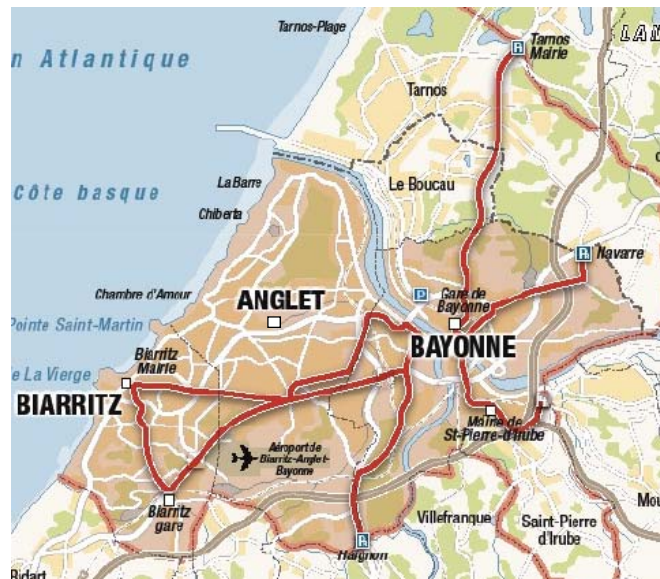 Tarnos-Plage
Tarnos
Mairie
LAN
n Atlantique
Tarnos
La Barre
Le Boucau
Côte basque
Chiberta
Navarre
Chambre d'Amour
ANGLET
P
Gare de
Bayonne
Pointe Saint-Martin
BAYONNE
Biarritz
Mairie
e La Vierge
BIARRITZ
Mairie de
St-Pierre-d'Irube
Aéroport de
Biarritz-Anglet-
Bayonne
Biarritz
gare
Villefranque
Saint-Pierre
d'Irube
Mou
Bidart